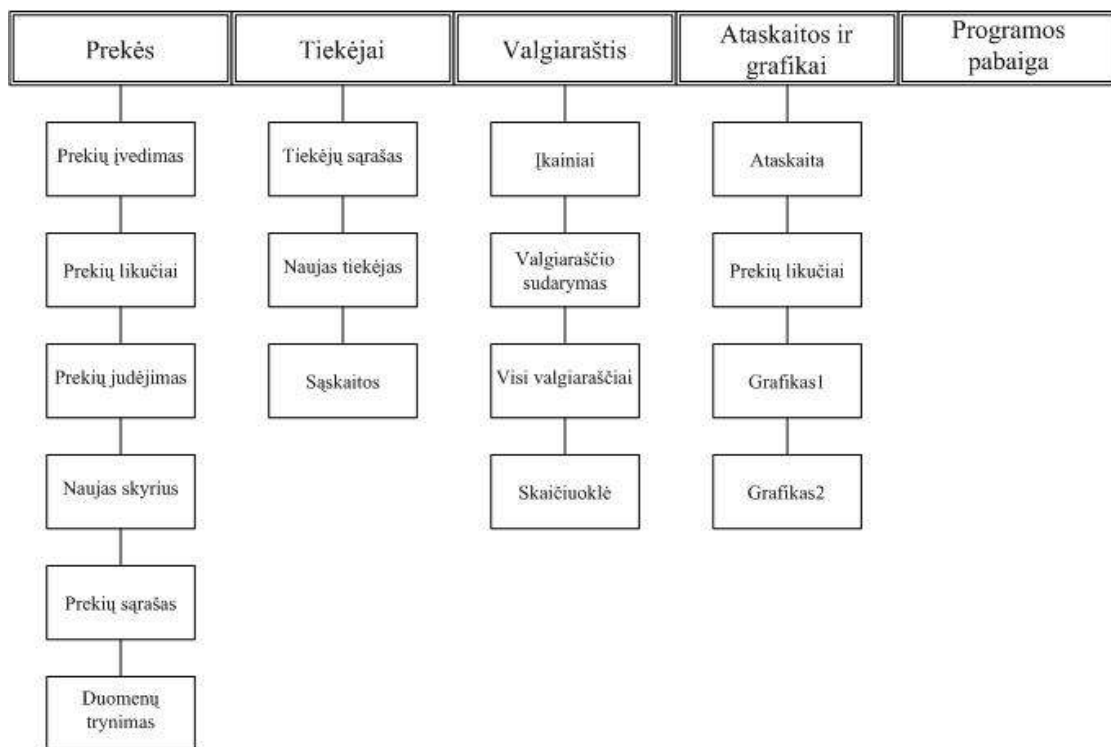 Prekės
Tiekėjai
Valgiaraštis
Ataskaitos ir
grafikai
Programos
pabaiga
Prekių įvedimas
Prekių likučiai
Prekių judėjimas
Naujas skyrius
Prekių sąrašas
Duomenų
trynimas
Tiekėjų sąrašas
Naujas tiekėjas
Sąskaitos
Įkainiai
Valgiaraščio
sudarymas
Visi valgiaraščiai
Skaičiuoklė
Ataskaita
Prekių likučiai
Grafikas1
Grafikas2